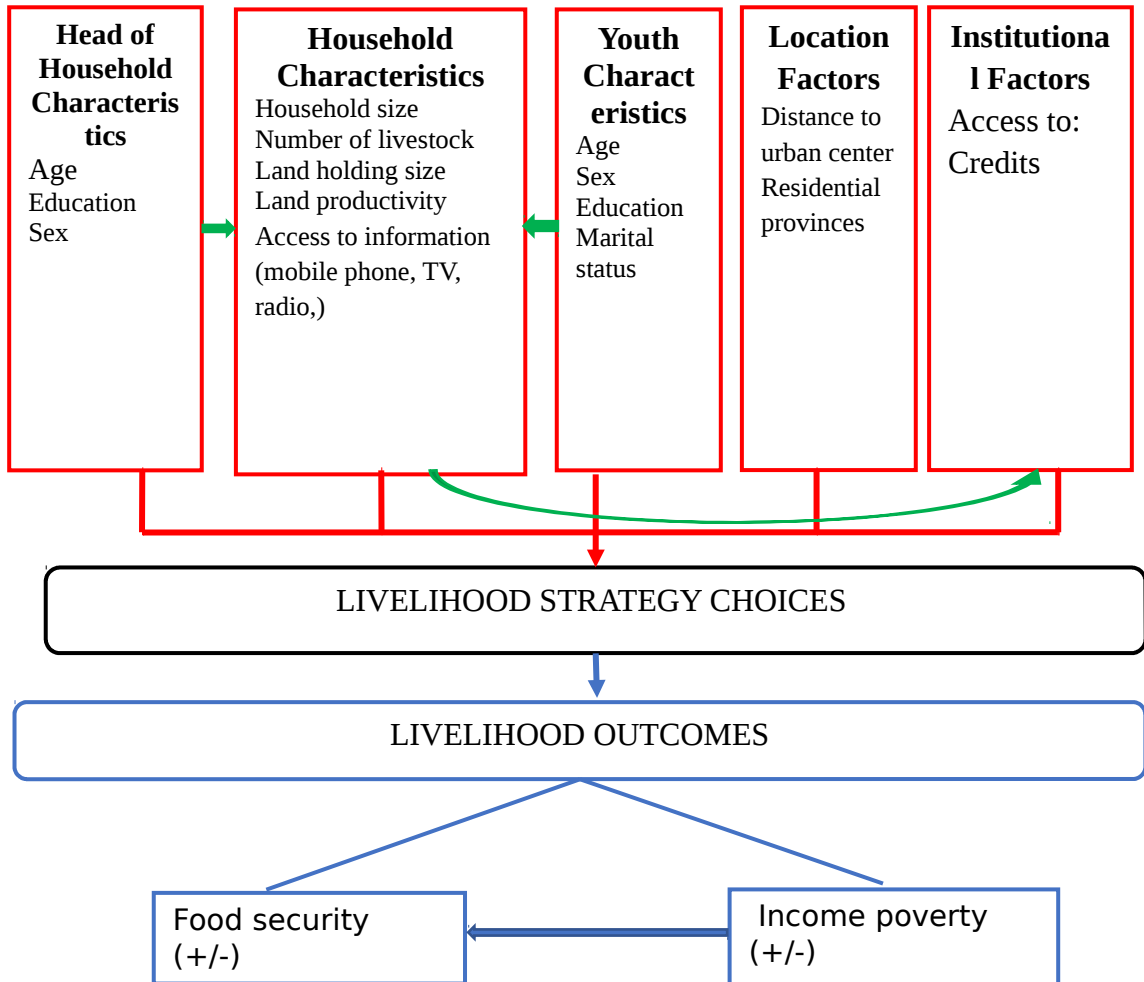 Head of
Household
Characteris
tics
Age
Education
Sex
Household
Characteristics
Household size
Number of livestock
Land holding size
Land productivity
Access to information
(mobile phone, TV,
radio,)
Youth
Charact
eristics
Age
Sex
Education
Marital
status
Location
Factors
Distance to
urban center
Residential
provinces
Institutiona
l Factors
Access to:
Credits
LIVELIHOOD STRATEGY CHOICES
LIVELIHOOD OUTCOMES
Food security
(+/-)
Income poverty
(+/-)